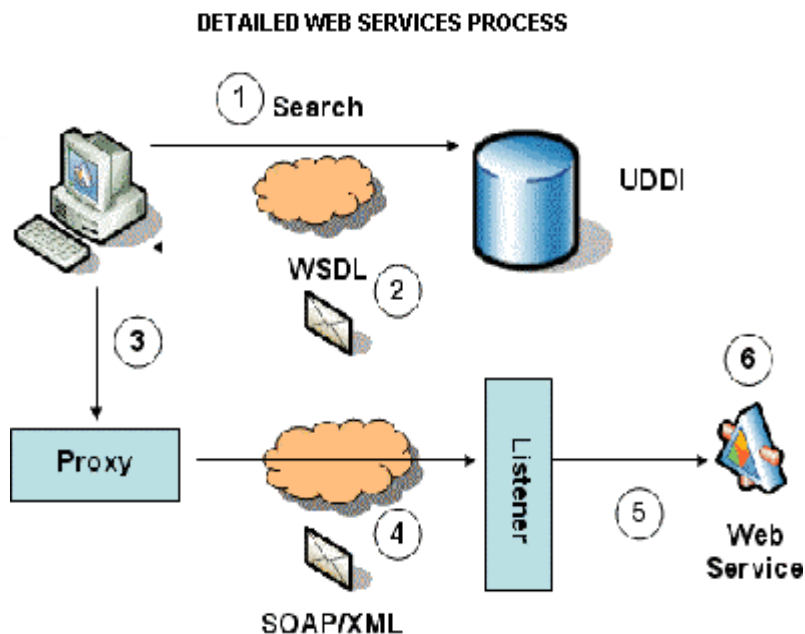 DETAILED WEB SERVICES PROCESS
1
Search
UDDI
WSDL
2
3
6
Proxy
Listener
4
5
Web
Service
SOAP/XML